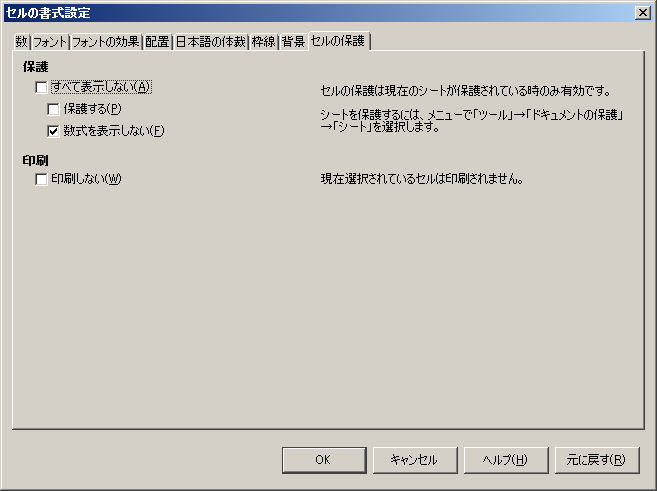 セルの書式設定
数 フォント フォントの効果 配置 日本語の体裁 枠線 背景 セルの保護
保護
すべて表示しない(A)
セルの保護は現在のシートが保護されている時のみ有効です。
保護する(P)
シートを保護するには、メニューで「ツール」→「ドキュメントの保護」
→「シート」を選択します。
数式を表示しない(F)
印刷
印刷しない(W)
現在選択されているセルは印刷されません。
OK キャンセル ヘルプ(H) 元に戻す(R)